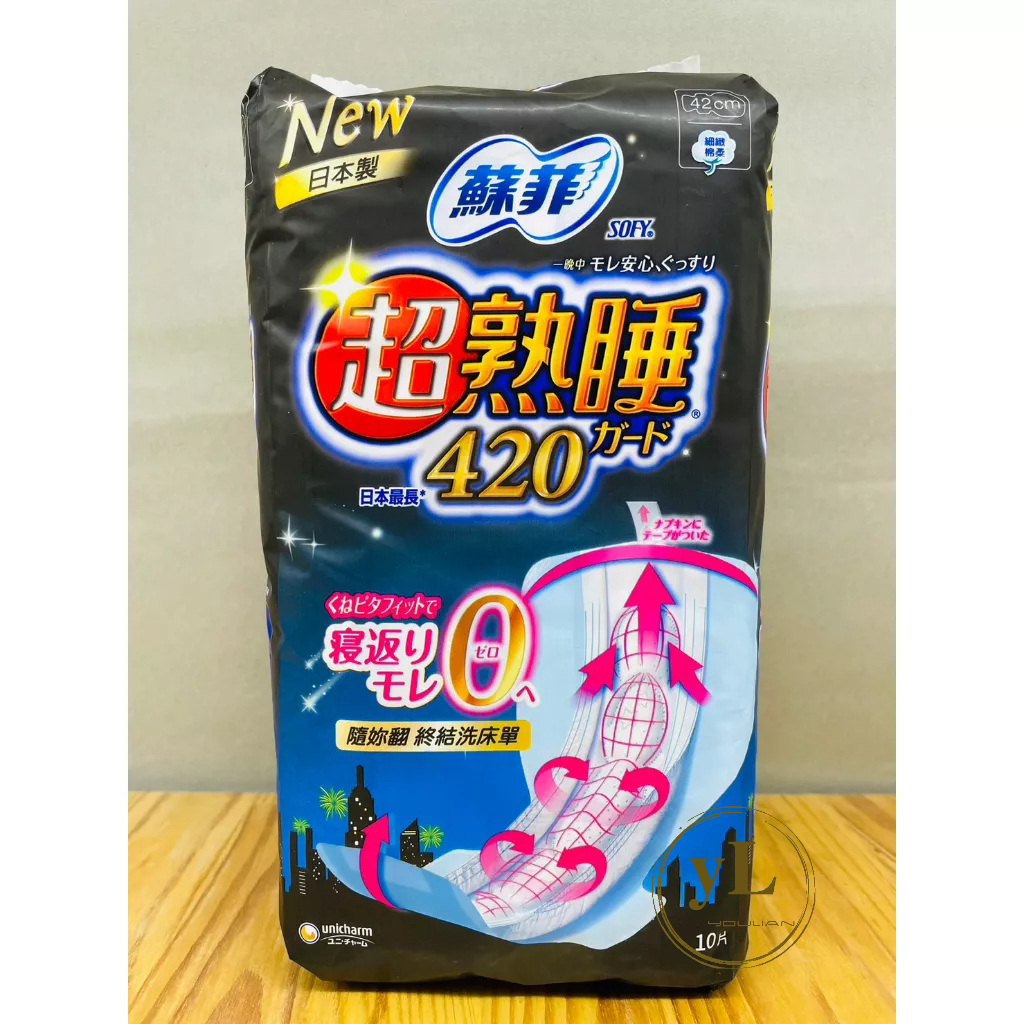 New
日本製
42cm
細緻
棉柔
蘇菲
SOFY®
一晩中 モレ安心、ぐっすり
超熟睡®
420ガード
日本最長*
ナプキンに
テープがついた
くねピタフィットで
寝返り
モレ
0
ゼロ
へ
隨妳翻 終結洗床單
unicharm
ユニ・チャーム
10片
yL
YOULIAN